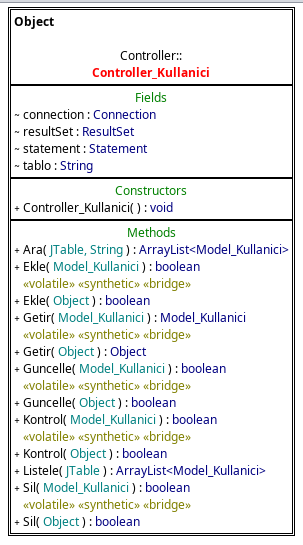 Object
Controller::
Controller_Kullanici
Fields
~ connection : Connection
~ resultSet : ResultSet
~ statement : Statement
~ tablo : String
Constructors
+ Controller_Kullanici( ) : void
Methods
+ Ara( JTable, String ) : ArrayList<Model_Kullanici>
+ Ekle( Model_Kullanici ) : boolean
«volatile» «synthetic» «bridge»
+ Ekle( Object ) : boolean
+ Getir( Model_Kullanici ) : Model_Kullanici
«volatile» «synthetic» «bridge»
+ Getir( Object ) : Object
+ Guncelle( Model_Kullanici ) : boolean
«volatile» «synthetic» «bridge»
+ Guncelle( Object ) : boolean
+ Kontrol( Model_Kullanici ) : boolean
«volatile» «synthetic» «bridge»
+ Kontrol( Object ) : boolean
+ Listele( JTable ) : ArrayList<Model_Kullanici>
+ Sil( Model_Kullanici ) : boolean
«volatile» «synthetic» «bridge»
+ Sil( Object ) : boolean